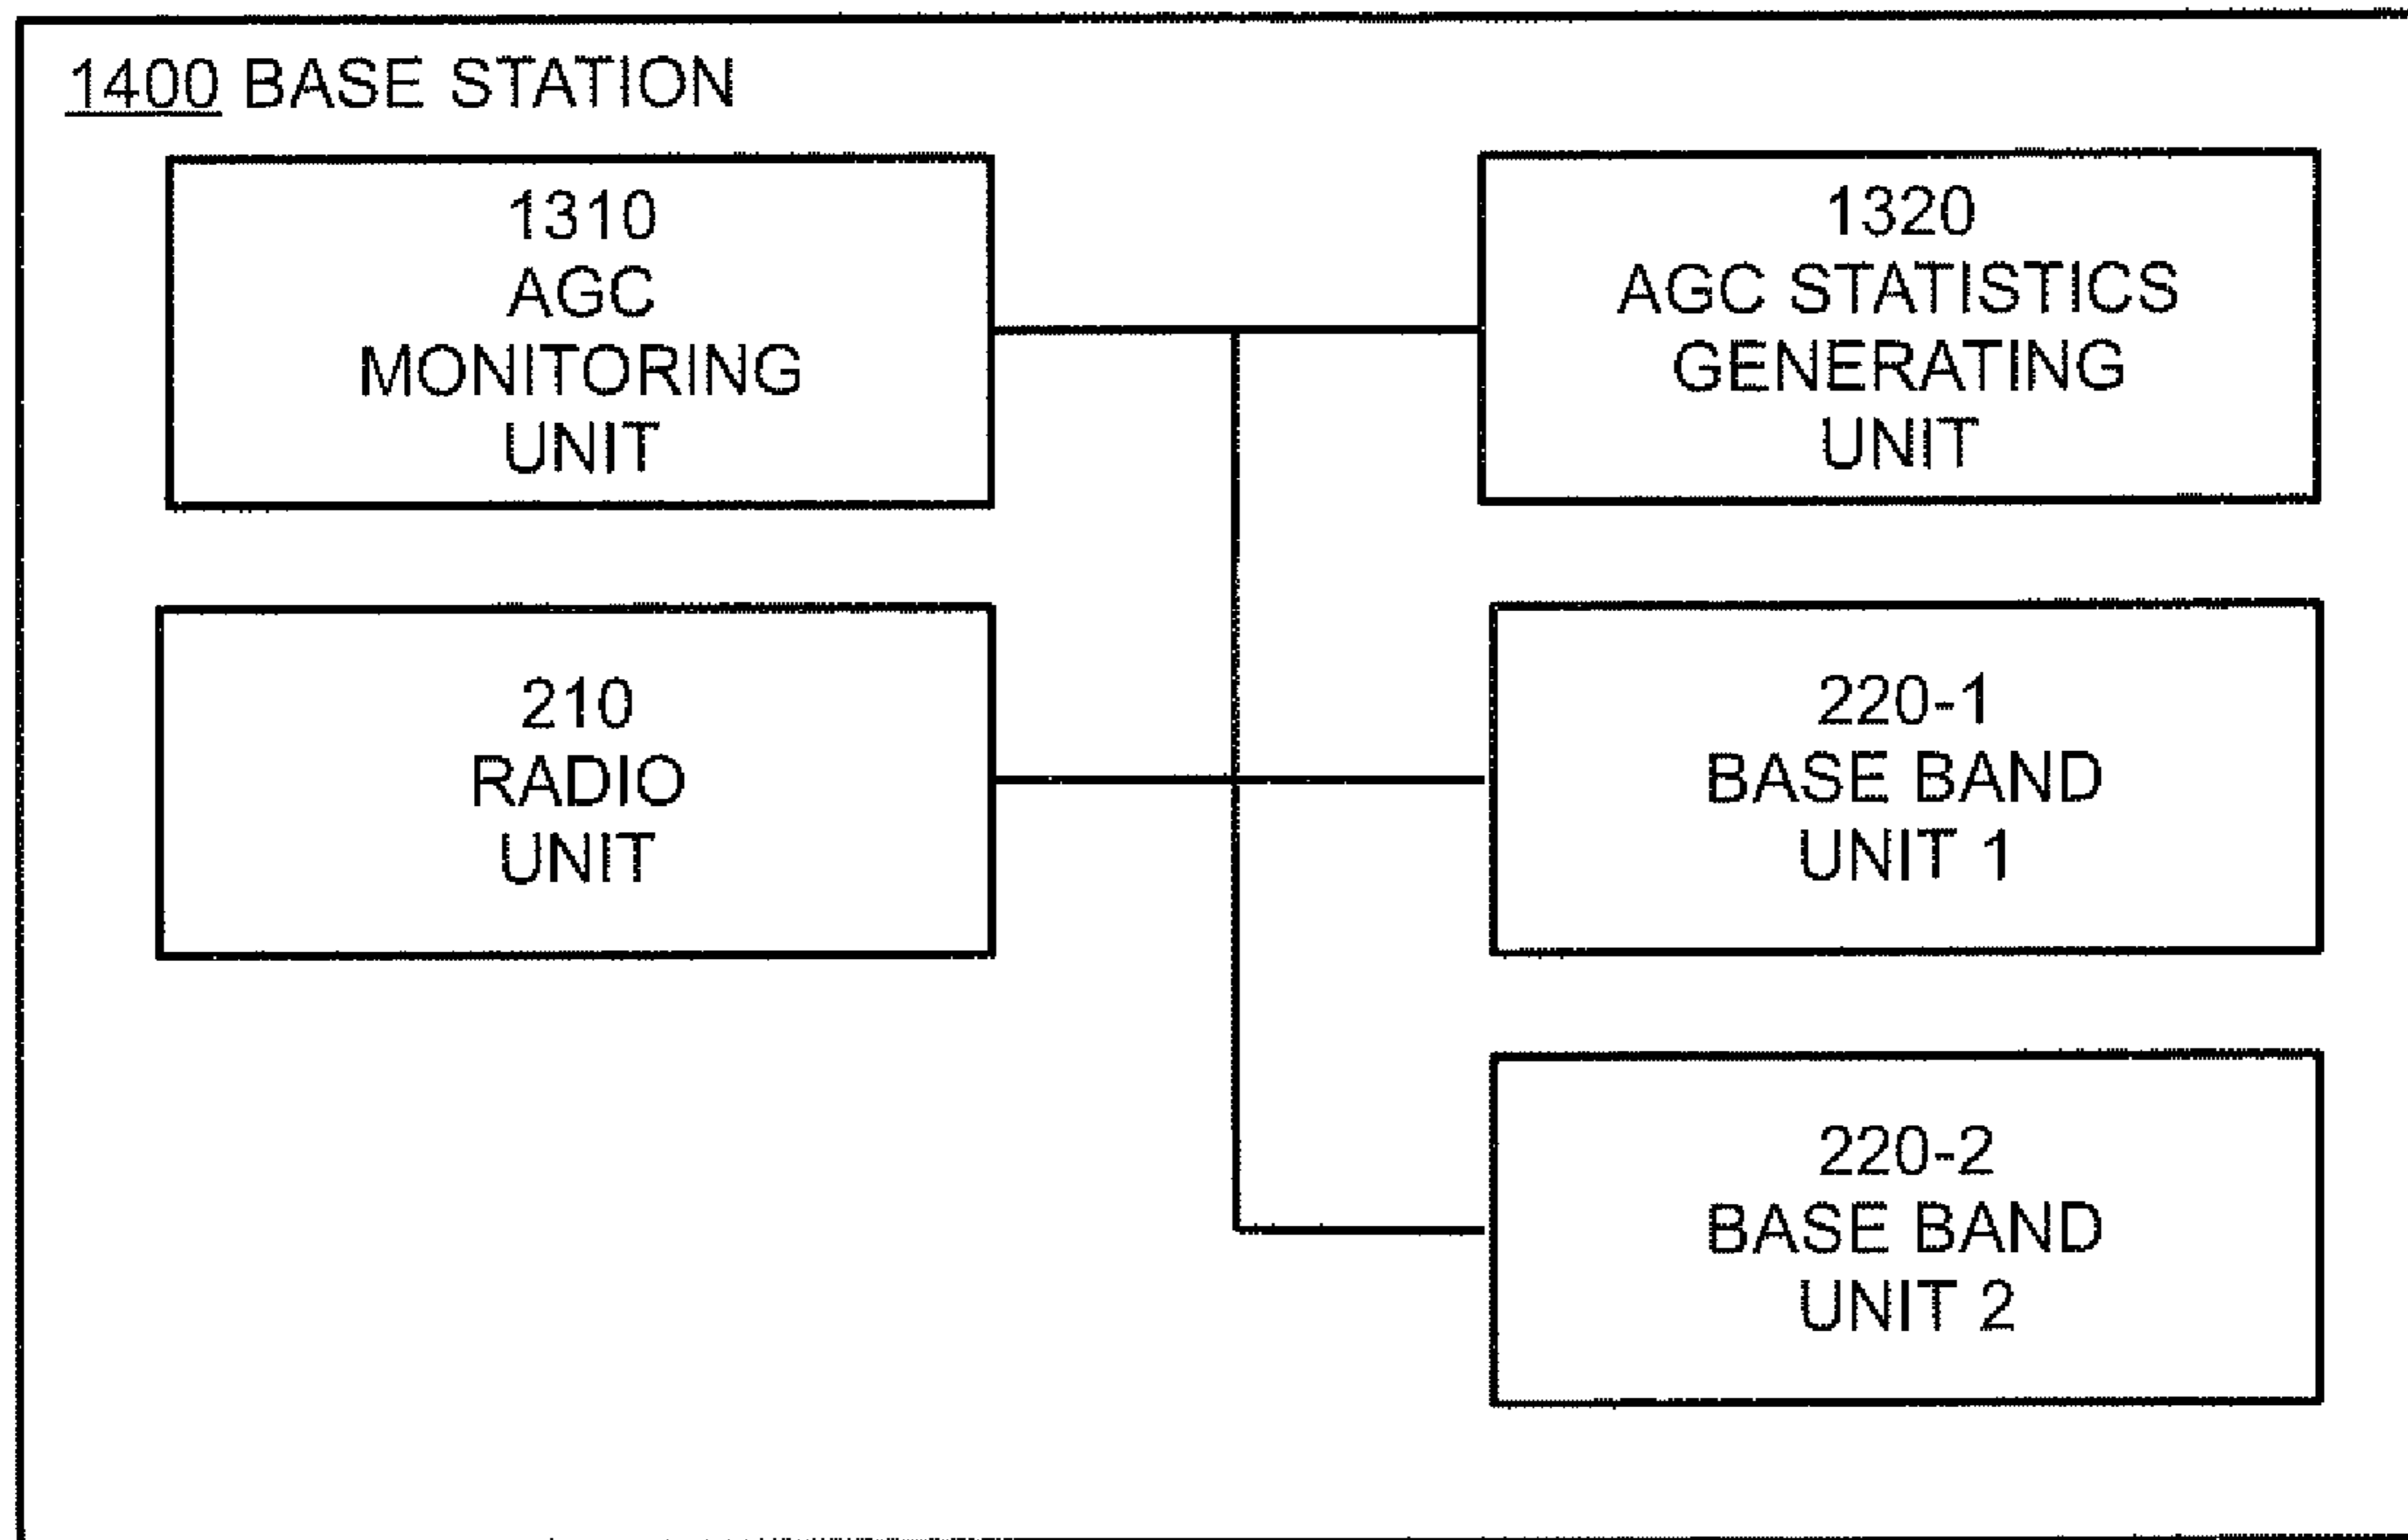 1400 BASE STATION
1310
AGC
MONITORING
UNIT
1320
AGC STATISTICS
GENERATING
UNIT
210
RADIO
UNIT
220-1
BASE BAND
UNIT 1
220-2
BASE BAND
UNIT 2